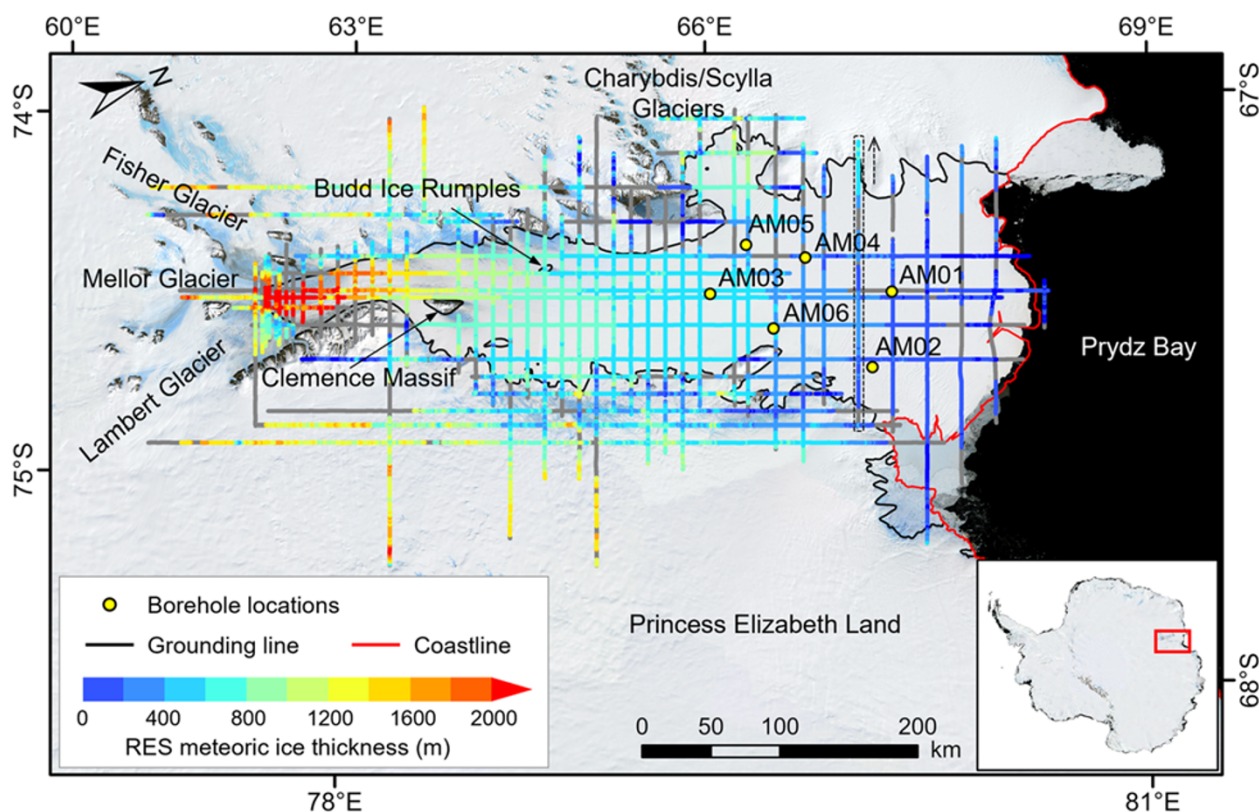 60°E 63°E 66°E 69°E
N
74°S
67°S
Charybdis/Scylla
Glaciers
Fisher Glacier
Budd Ice Rumples
AM05
AM04
Mellor Glacier
AM03
AM01
AM06
Prydz Bay
AM02
Clemence Massif
Lambert Glacier
75°S
Princess Elizabeth Land
Borehole locations
Grounding line Coastline
0 400 800 1200 1600 2000
RES meteoric ice thickness (m)
0 50 100 200
km
68°S
78°E 81°E